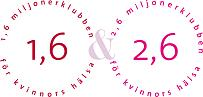 1,6 miljonerklubben
1,6
för kvinnors hälsa
&
2,6 miljonerklubben
2,6
för kvinnors hälsa